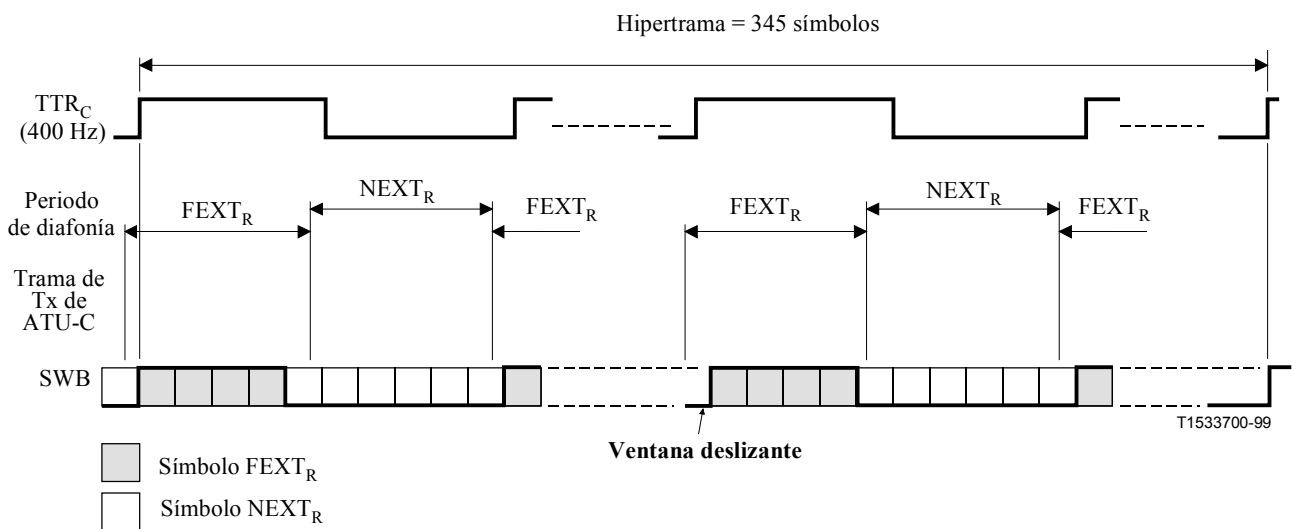 Hipertrama = 345 símbolos
TTR_C
(400 Hz)
Periodo
de diafonía
FEXT_R
NEXT_R
FEXT_R
FEXT_R
NEXT_R
FEXT_R
Trama de
Tx de
ATU-C
SWB
T1533700-99
Ventana deslizante
Símbolo FEXT_R
Símbolo NEXT_R